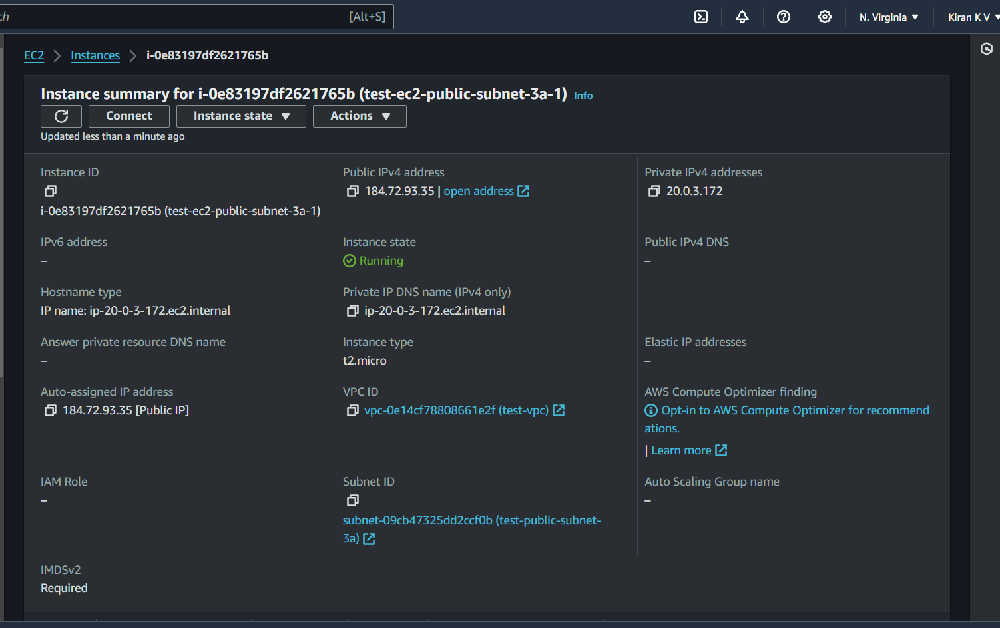 ch
[Alt+S]
N. Virginia
Kiran K V
EC2
Instances
i-0e83197df2621765b
Instance summary for i-0e83197df2621765b (test-ec2-public-subnet-3a-1) Info
Connect
Instance state
Actions
Updated less than a minute ago
Instance ID
i-0e83197df2621765b (test-ec2-public-subnet-3a-1)
Public IPv4 address
184.72.93.35 | open address
Private IPv4 addresses
20.0.3.172
IPv6 address
–
Instance state
Running
Public IPv4 DNS
–
Hostname type
IP name: ip-20-0-3-172.ec2.internal
Private IP DNS name (IPv4 only)
ip-20-0-3-172.ec2.internal
Answer private resource DNS name
–
Instance type
t2.micro
Elastic IP addresses
–
Auto-assigned IP address
184.72.93.35 [Public IP]
VPC ID
vpc-0e14cf78808661e2f (test-vpc)
AWS Compute Optimizer finding
Opt-in to AWS Compute Optimizer for recommend
ations.
| Learn more
IAM Role
–
Subnet ID
subnet-09cb47325dd2ccf0b (test-public-subnet-
3a)
Auto Scaling Group name
–
IMDSv2
Required